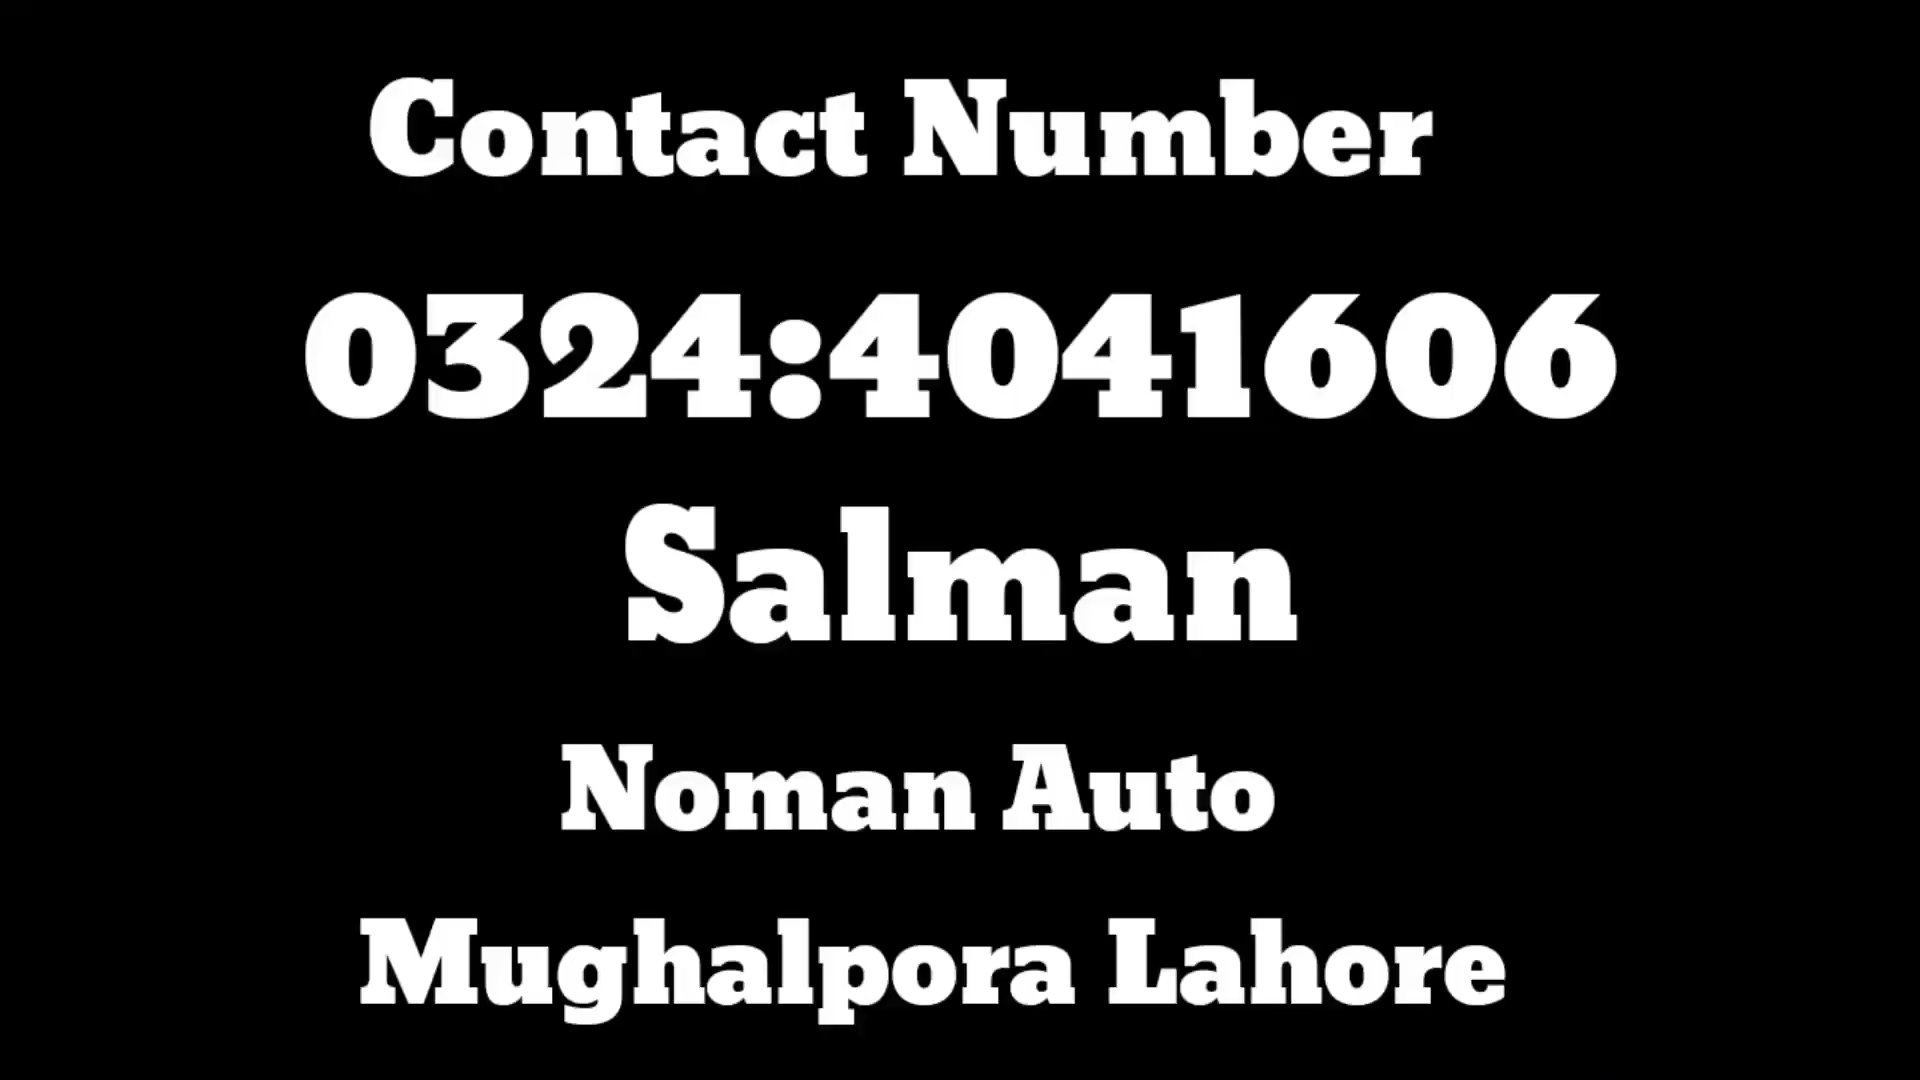 Contact Number
0324:4041606
Salman
Noman Auto
Mughalpora Lahore